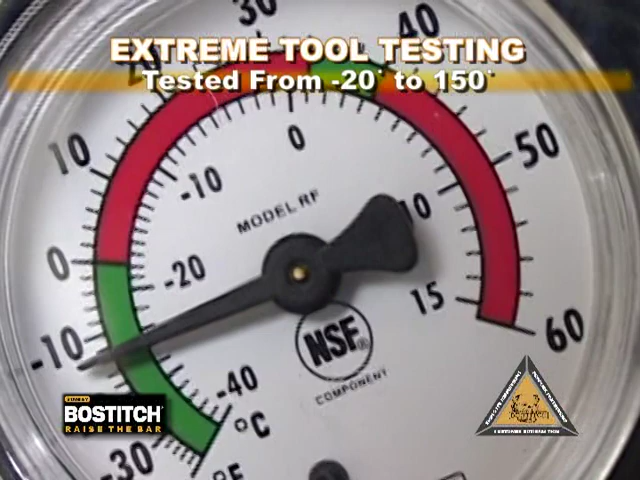 EXTREME TOOL TESTING
Tested From -20° to 150°
30
40
10
0
50
-10
MODEL RF
10
0
-20
15
60
-10
NSF®
COMPONENT
-40
°C
-30
°F
STANLEY
BOSTITCH®
RAISE THE BAR